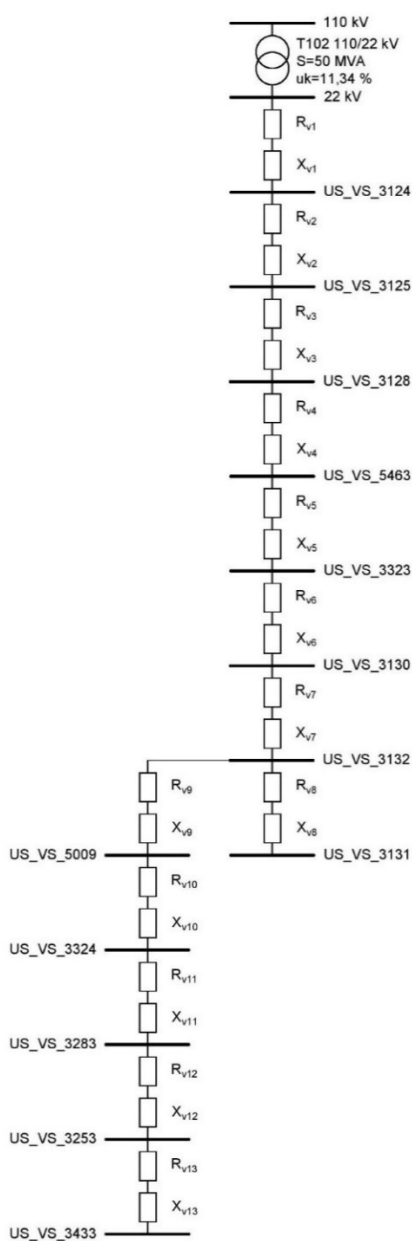 110 kV
T102 110/22 kV
S=50 MVA
uk=11,34 %
22 kV
Rv1
Xv1
US_VS_3124
Rv2
Xv2
US_VS_3125
Rv3
Xv3
US_VS_3128
Rv4
Xv4
US_VS_5463
Rv5
Xv5
US_VS_3323
Rv6
Xv6
US_VS_3130
Rv7
Xv7
US_VS_3132
Rv9 Rv8
Xv9 Xv8
US_VS_5009 US_VS_3131
Rv10
Xv10
US_VS_3324
Rv11
Xv11
US_VS_3283
Rv12
Xv12
US_VS_3253
Rv13
Xv13
US_VS_3433